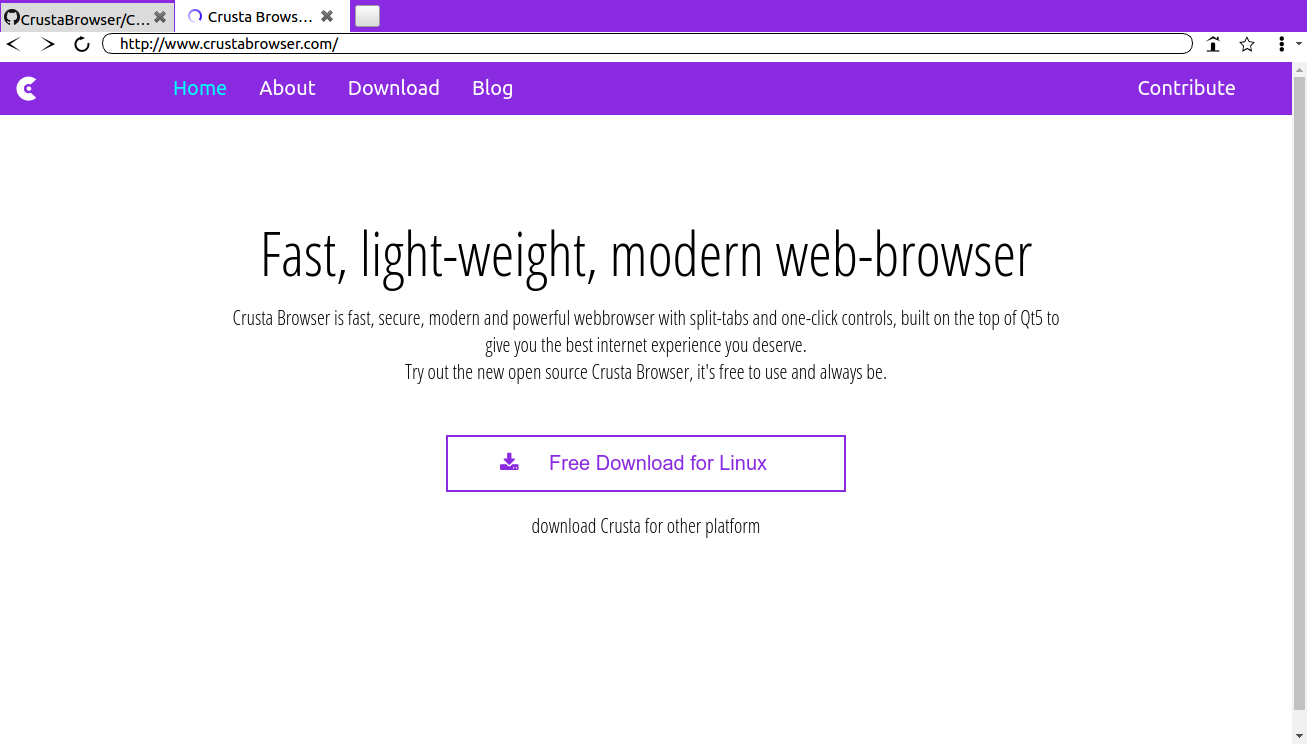 CrustaBrowser/C...
Crusta Brows...
http://www.crustabrowser.com/
Home About Download Blog Contribute
Fast, light-weight, modern web-browser
Crusta Browser is fast, secure, modern and powerful webbrowser with split-tabs and one-click controls, built on the top of Qt5 to
give you the best internet experience you deserve.
Try out the new open source Crusta Browser, it's free to use and always be.
Free Download for Linux
download Crusta for other platform